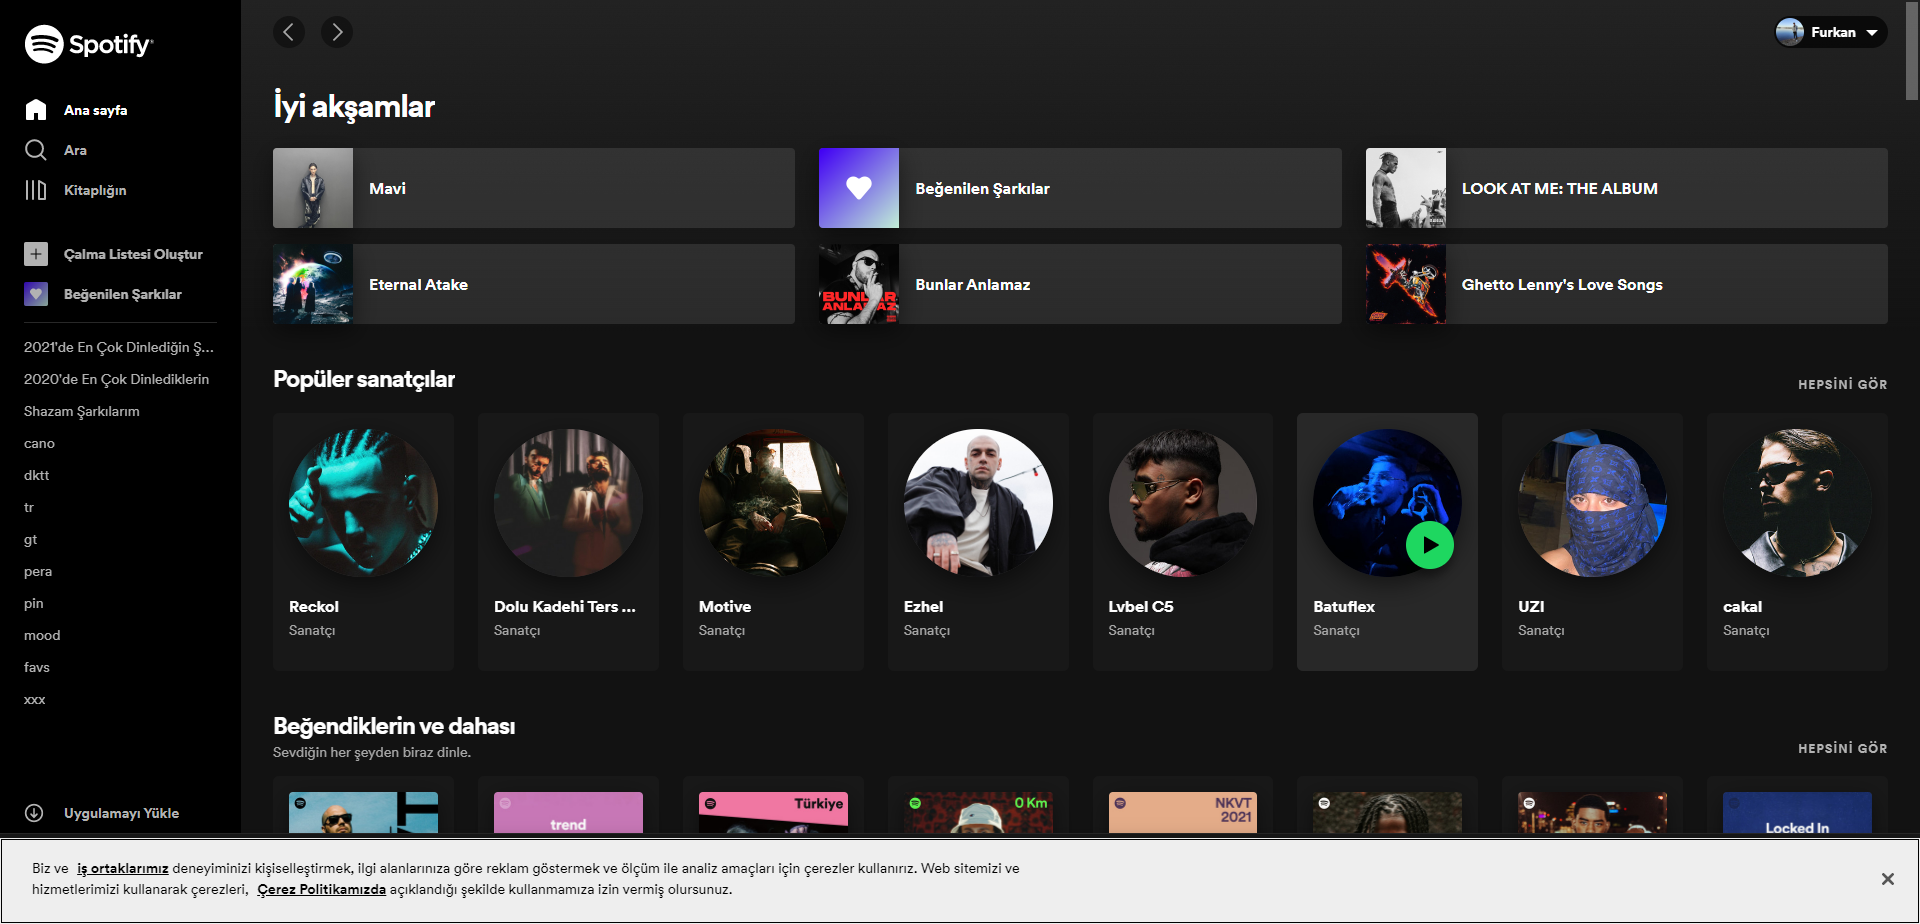 Spotify
Furkan
Ana sayfa
Ara
Kitaplığın
Çalma Listesi Oluştur
Beğenilen Şarkılar
2021'de En Çok Dinlediğin Ş...
2020'de En Çok Dinlediklerin
Shazam Şarkılarım
cano
dktt
tr
gt
pera
pin
mood
favs
xxx
Uygulamayı Yükle
İyi akşamlar
Mavi
Beğenilen Şarkılar
LOOK AT ME: THE ALBUM
Eternal Atake
BUNLAR
ANLAMAZ
Bunlar Anlamaz
Ghetto Lenny's Love Songs
Popüler sanatçılar
HEPSİNİ GÖR
Reckol
Sanatçı
Dolu Kadehi Ters ...
Sanatçı
Motive
Sanatçı
Ezhel
Sanatçı
Lvbel C5
Sanatçı
Batuflex
Sanatçı
UZI
Sanatçı
cakal
Sanatçı
Beğendiklerin ve dahası
Sevdiğin her şeyden biraz dinle.
HEPSİNİ GÖR
trend
Türkiye
0 Km
NKVT
2021
Locked In
Biz ve iş ortaklarımız deneyiminizi kişiselleştirmek, ilgi alanlarınıza göre reklam göstermek ve ölçüm ile analiz amaçları için çerezler kullanırız. Web sitemizi ve
hizmetlerimizi kullanarak çerezleri, Çerez Politikamızda açıklandığı şekilde kullanmamıza izin vermiş olursunuz.